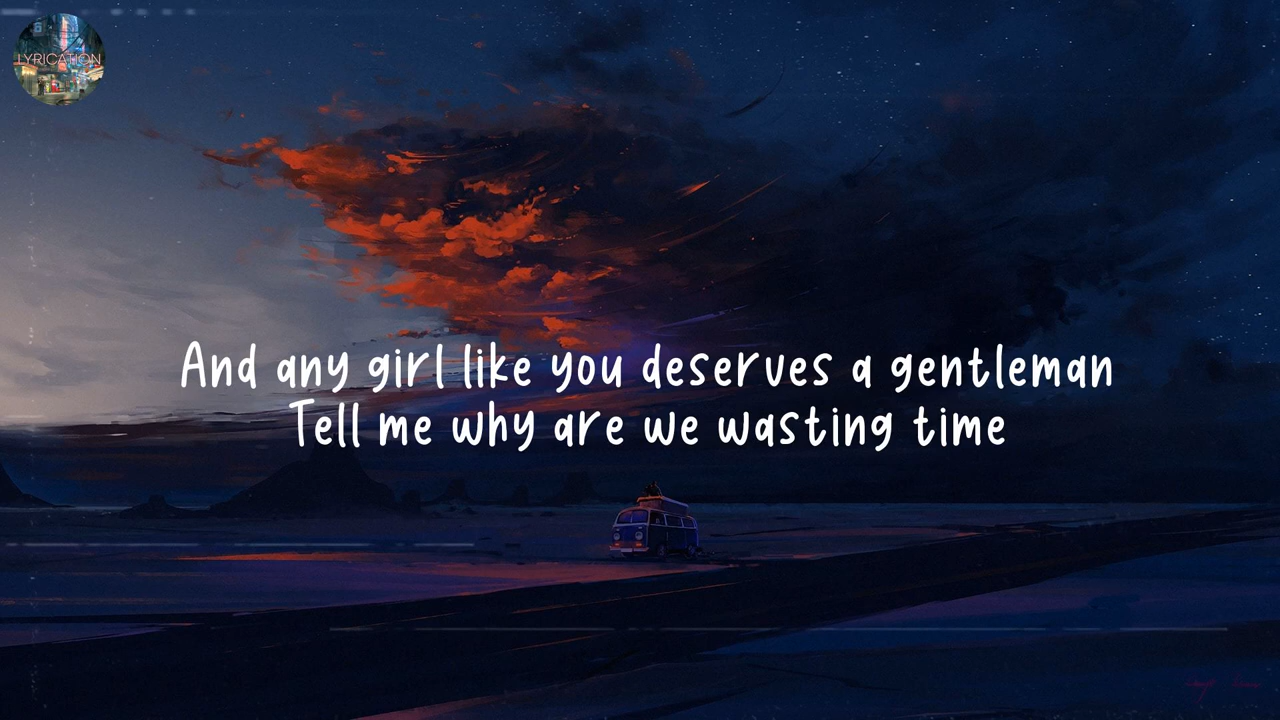 LYRICATION
And any girl like you deserves a gentleman
Tell me why are we wasting time